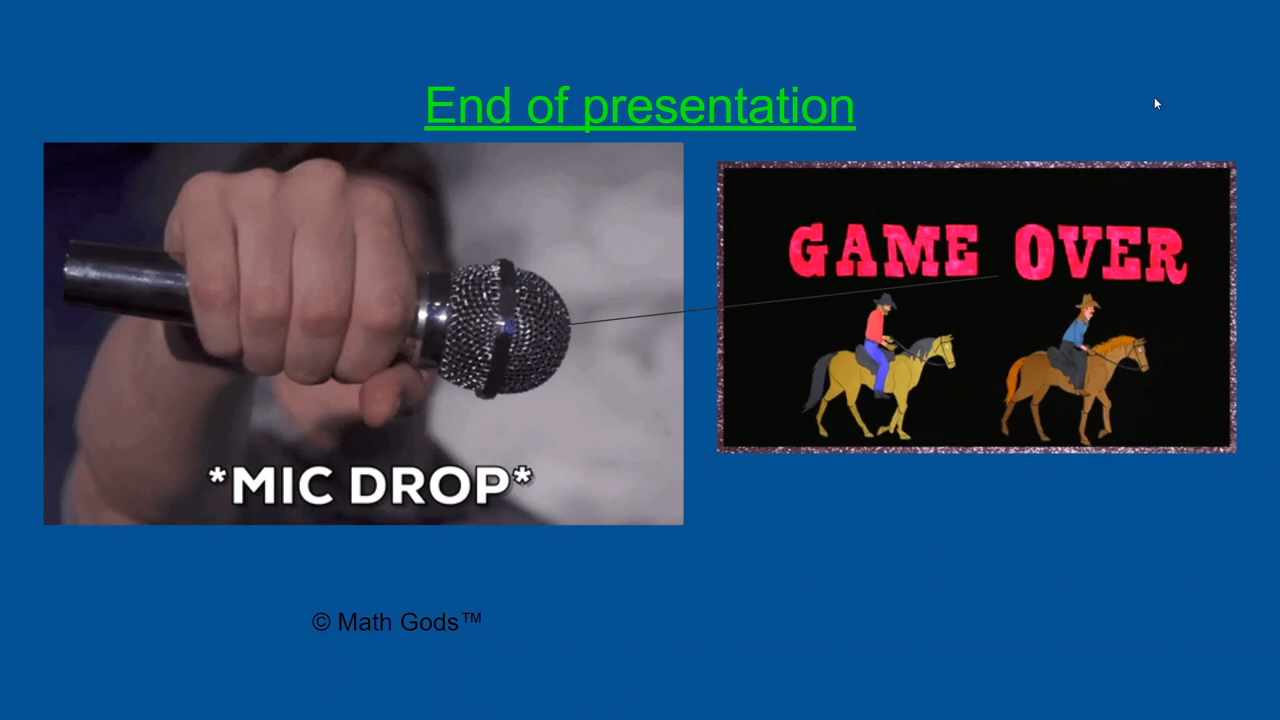 End of presentation
GAME OVER
*MIC DROP*
© Math Gods™